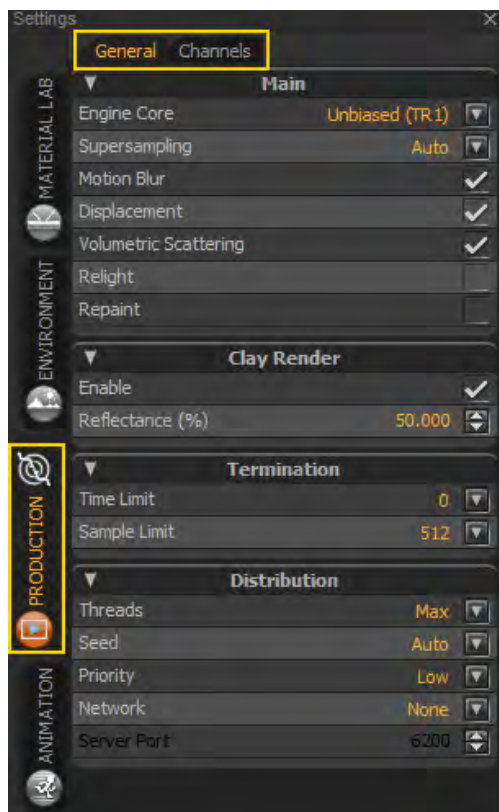 Settings
General Channels
Main
Engine Core Unbiased (TR1)
Supersampling Auto
Motion Blur
Displacement
Volumetric Scattering
Relight
Repaint
Clay Render
Enable
Reflectance (%) 50.000
Termination
Time Limit 0
Sample Limit 512
Distribution
Threads Max
Seed Auto
Priority Low
Network None
Server Port 6200
MATERIAL LAB
ENVIRONMENT
PRODUCTION
ANIMATION